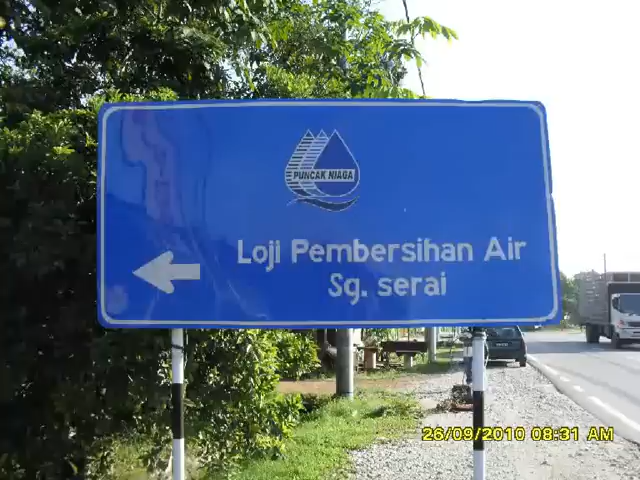 PUNCAK NIAGA
Loji Pembersihan Air
Sg. serai
26/09/2010 08:31 AM